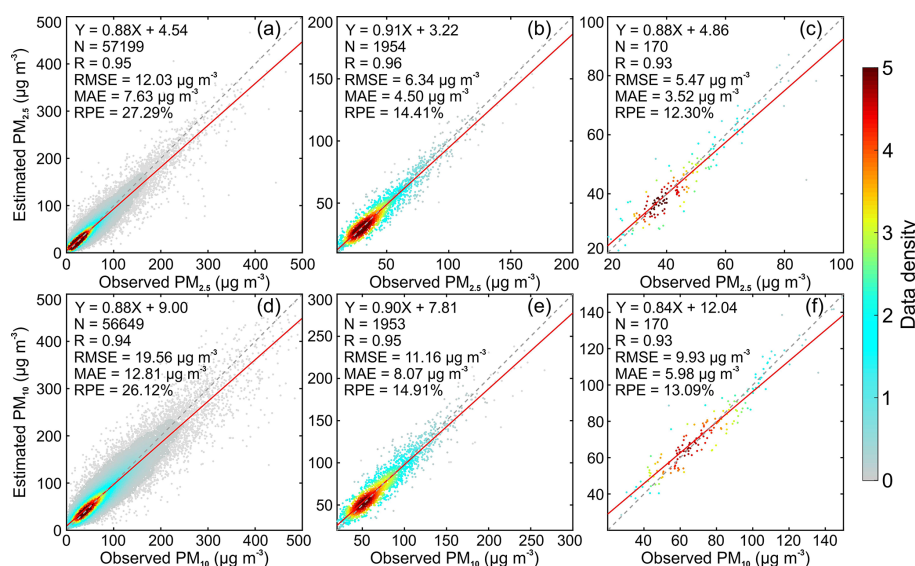 (a)
Y = 0.88X + 4.54
N = 57199
R = 0.95
RMSE = 12.03 µg m⁻³
MAE = 7.63 µg m⁻³
RPE = 27.29%
500
400
300
200
100
0
Estimated PM₂.₅ (µg m⁻³)
0 100 200 300 400 500
Observed PM₂.₅ (µg m⁻³)
(b)
Y = 0.91X + 3.22
N = 1954
R = 0.96
RMSE = 6.34 µg m⁻³
MAE = 4.50 µg m⁻³
RPE = 14.41%
200
150
100
50
50 100 150 200
Observed PM₂.₅ (µg m⁻³)
(c)
Y = 0.88X + 4.86
N = 170
R = 0.93
RMSE = 5.47 µg m⁻³
MAE = 3.52 µg m⁻³
RPE = 12.30%
100
80
60
40
20
20 40 60 80 100
Observed PM₂.₅ (µg m⁻³)
(d)
Y = 0.88X + 9.00
N = 56649
R = 0.94
RMSE = 19.56 µg m⁻³
MAE = 12.81 µg m⁻³
RPE = 26.12%
500
400
300
200
100
0
Estimated PM₁₀ (µg m⁻³)
0 100 200 300 400 500
Observed PM₁₀ (µg m⁻³)
(e)
Y = 0.90X + 7.81
N = 1953
R = 0.95
RMSE = 11.16 µg m⁻³
MAE = 8.07 µg m⁻³
RPE = 14.91%
300
250
200
150
100
50
50 100 150 200 250 300
Observed PM₁₀ (µg m⁻³)
(f)
Y = 0.84X + 12.04
N = 170
R = 0.93
RMSE = 9.93 µg m⁻³
MAE = 5.98 µg m⁻³
RPE = 13.09%
140
120
100
80
60
40
40 60 80 100 120 140
Observed PM₁₀ (µg m⁻³)
5
4
3
2
1
0
Data density